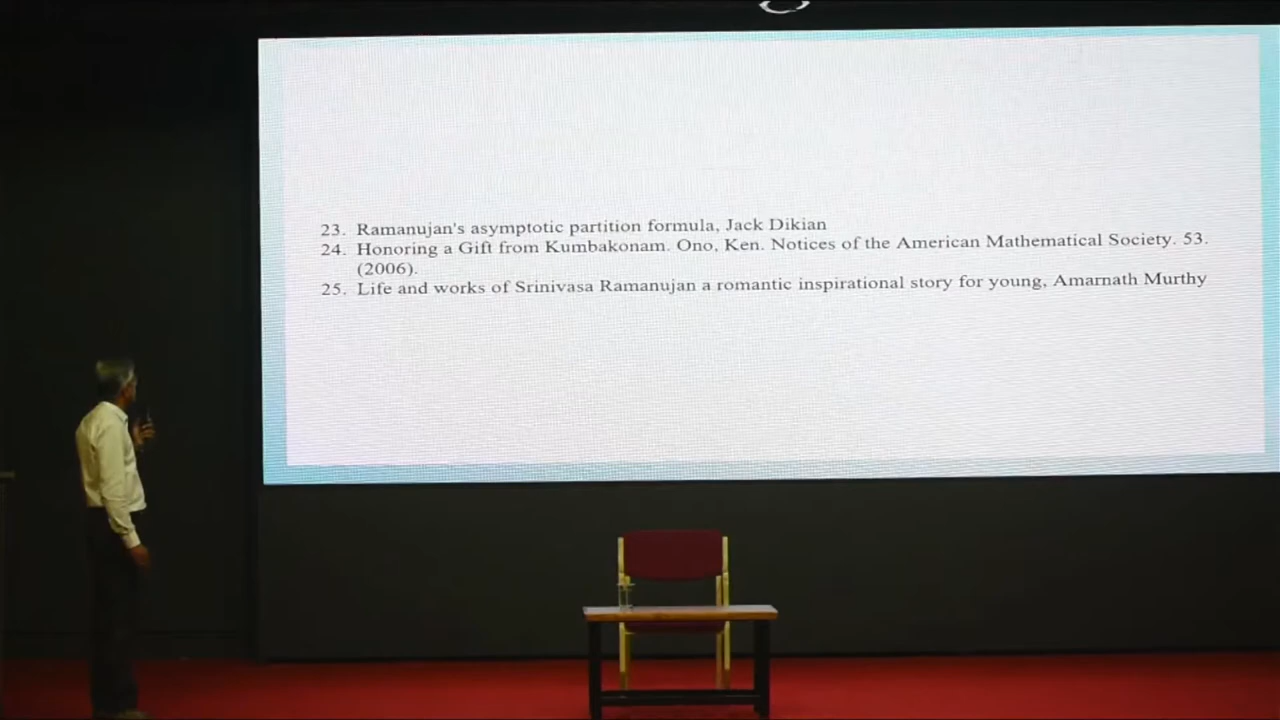 23. Ramanujan's asymptotic partition formula, Jack Dikian
24. Honoring a Gift from Kumbakonam. Ono, Ken. Notices of the American Mathematical Society. 53.
(2006).
25. Life and works of Srinivasa Ramanujan a romantic inspirational story for young, Amarnath Murthy